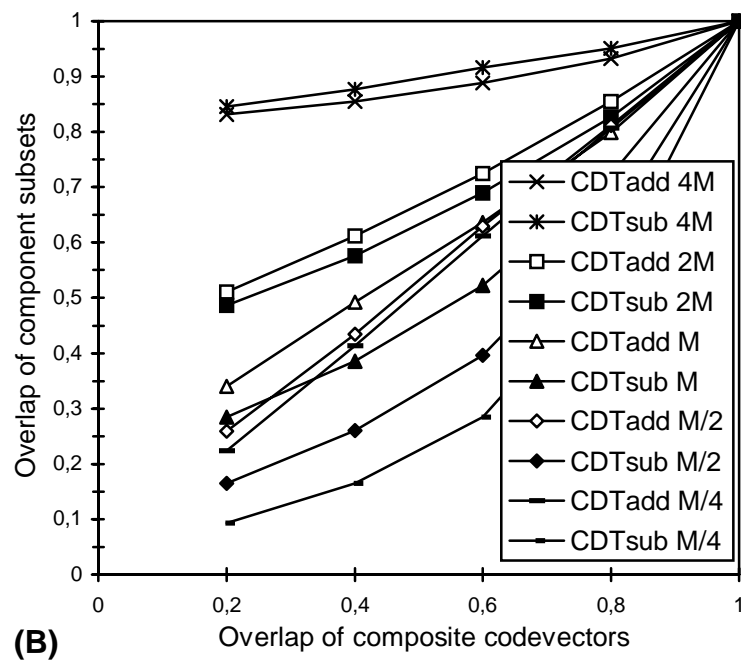 Overlap of component subsets
1
0,9
0,8
0,7
0,6
0,5
0,4
0,3
0,2
0,1
0
CDTadd 4M
CDTsub 4M
CDTadd 2M
CDTsub 2M
CDTadd M
CDTsub M
CDTadd M/2
CDTsub M/2
CDTadd M/4
CDTsub M/4
0 0,2 0,4 0,6 0,8 1
(B) Overlap of composite codevectors